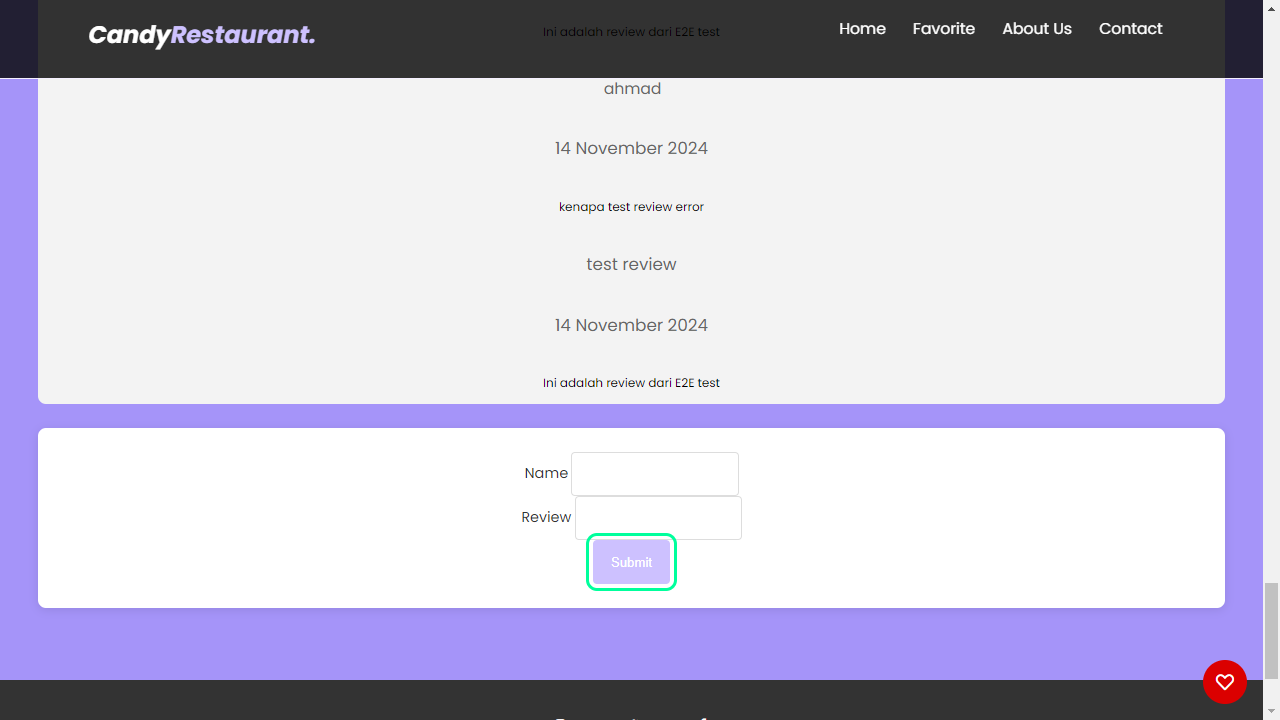 CandyRestaurant.
Home Favorite About Us Contact
Ini adalah review dari E2E test
ahmad
14 November 2024
kenapa test review error
test review
14 November 2024
Ini adalah review dari E2E test
Name
Review
Submit